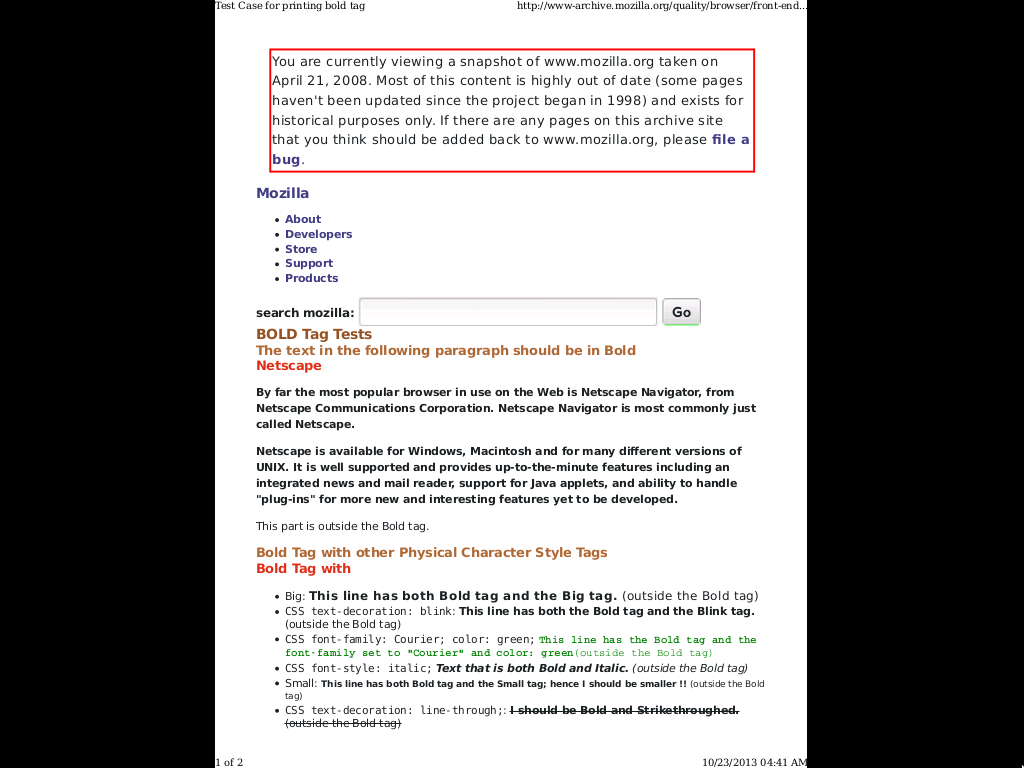 Test Case for printing bold tag http://www-archive.mozilla.org/quality/browser/front-end...
You are currently viewing a snapshot of www.mozilla.org taken on
April 21, 2008. Most of this content is highly out of date (some pages
haven't been updated since the project began in 1998) and exists for
historical purposes only. If there are any pages on this archive site
that you think should be added back to www.mozilla.org, please file a
bug.
Mozilla
• About
• Developers
• Store
• Support
• Products
search mozilla: Go
BOLD Tag Tests
The text in the following paragraph should be in Bold
Netscape
By far the most popular browser in use on the Web is Netscape Navigator, from
Netscape Communications Corporation. Netscape Navigator is most commonly just
called Netscape.
Netscape is available for Windows, Macintosh and for many different versions of
UNIX. It is well supported and provides up-to-the-minute features including an
integrated news and mail reader, support for Java applets, and ability to handle
"plug-ins" for more new and interesting features yet to be developed.
This part is outside the Bold tag.
Bold Tag with other Physical Character Style Tags
Bold Tag with
• Big: This line has both Bold tag and the Big tag. (outside the Bold tag)
• CSS text-decoration: blink: This line has both the Bold tag and the Blink tag.
(outside the Bold tag)
• CSS font-family: Courier; color: green; This line has the Bold tag and the
font-family set to "Courier" and color: green(outside the Bold tag)
• CSS font-style: italic; Text that is both Bold and Italic. (outside the Bold tag)
• Small: This line has both Bold tag and the Small tag; hence I should be smaller !! (outside the Bold
tag)
• CSS text-decoration: line-through;: I should be Bold and Strikethroughed.
(outside the Bold tag)
1 of 2 10/23/2013 04:41 AM